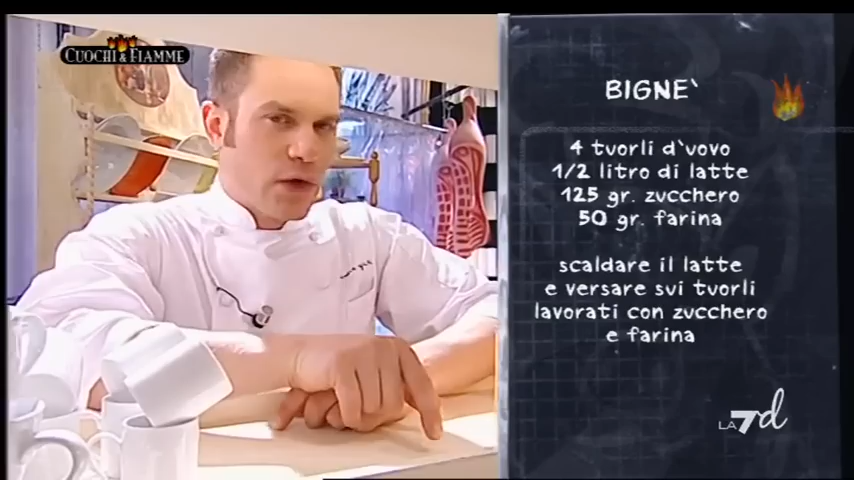 CUOCHI & FIAMME
BIGNE`
4 tuorli d'uovo
1/2 litro di latte
125 gr. zucchero
50 gr. farina
scaldare il latte
e versare sui tuorli
lavorati con zucchero
e farina
LA7d